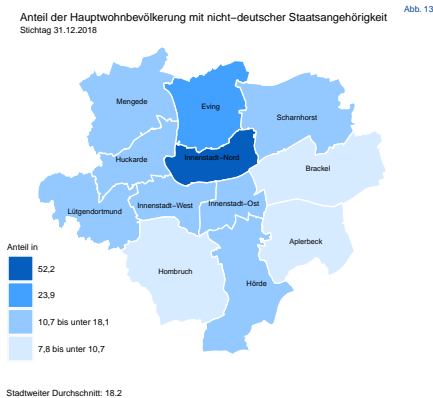 Abb. 13
Anteil der Hauptwohnbevölkerung mit nicht−deutscher Staatsangehörigkeit
Stichtag 31.12.2018
Mengede
Eving
Scharnhorst
Huckarde
Innenstadt−Nord
Brackel
Lütgendortmund
Innenstadt−West
Innenstadt−Ost
Aplerbeck
Hombruch
Hörde
Anteil in
52,2
23,9
10,7 bis unter 18,1
7,8 bis unter 10,7
Stadtweiter Durchschnitt: 18.2